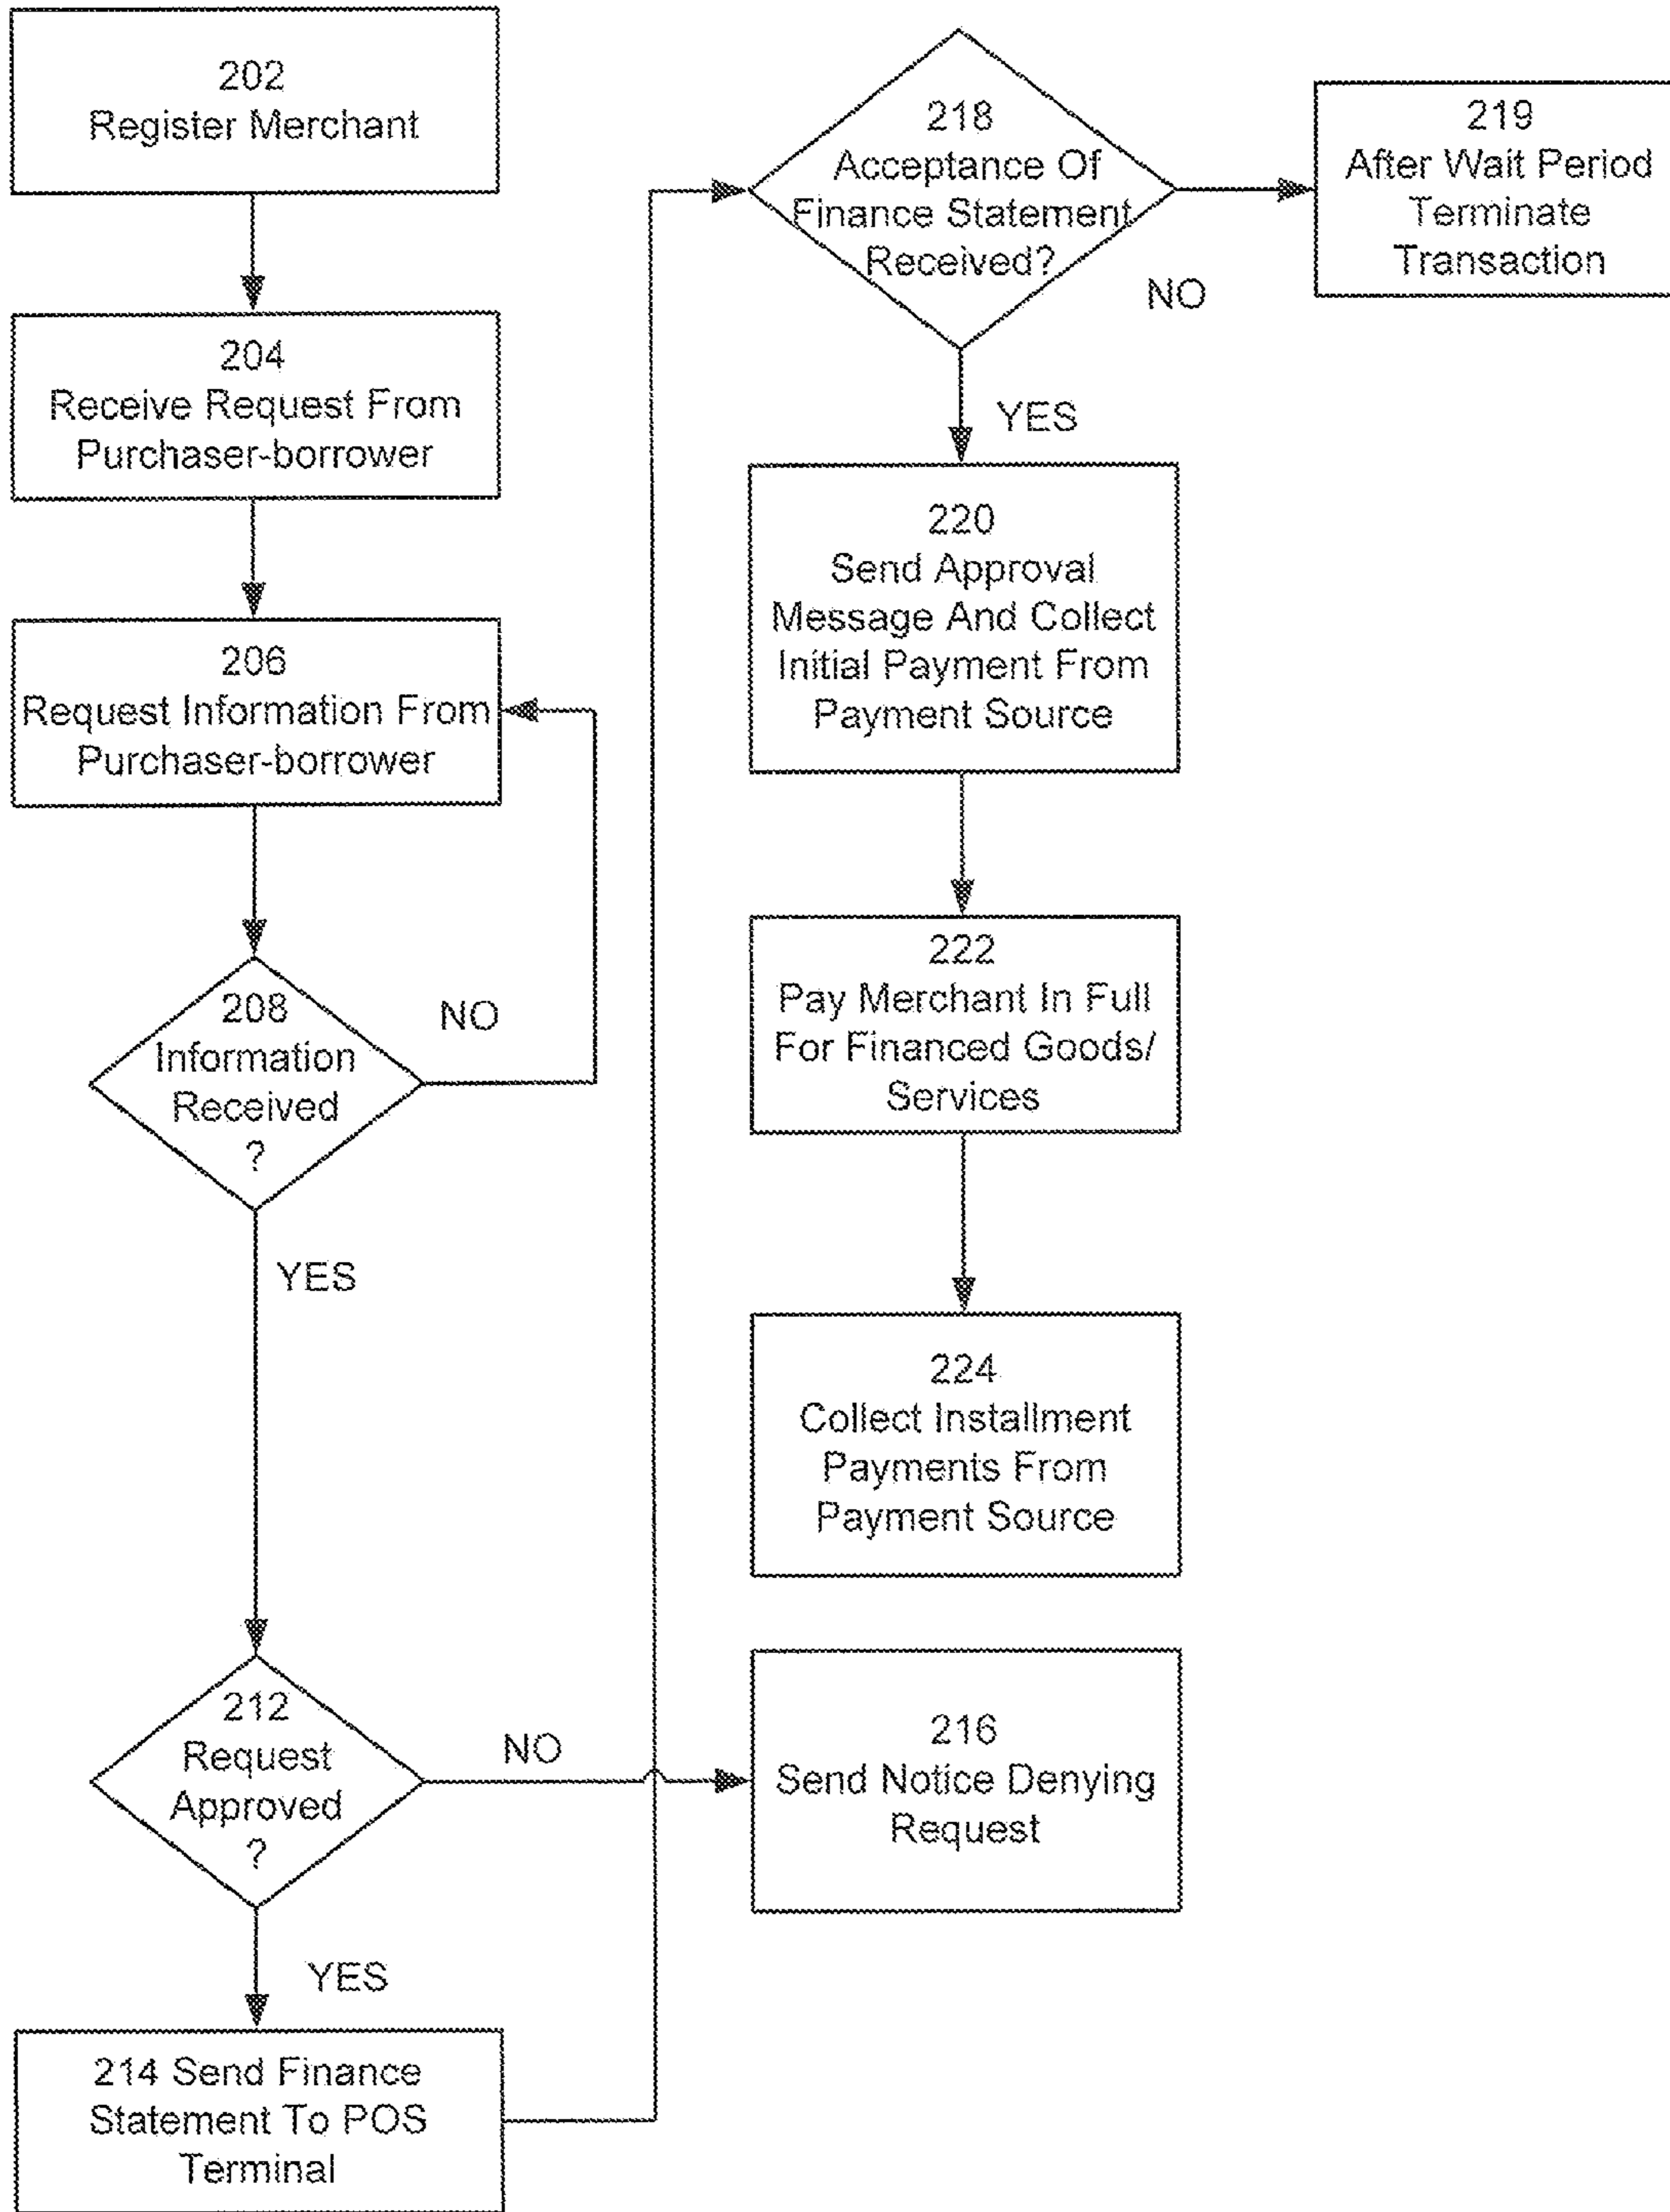 202
Register Merchant
204
Receive Request From
Purchaser-borrower
206
Request Information From
Purchaser-borrower
208
Information
Received
?
NO
YES
212
Request
Approved
?
NO
YES
214 Send Finance
Statement To POS
Terminal
216
Send Notice Denying
Request
218
Acceptance Of
Finance Statement
Received?
NO
YES
219
After Wait Period
Terminate
Transaction
220
Send Approval
Message And Collect
Initial Payment From
Payment Source
222
Pay Merchant In Full
For Financed Goods/
Services
224
Collect Installment
Payments From
Payment Source